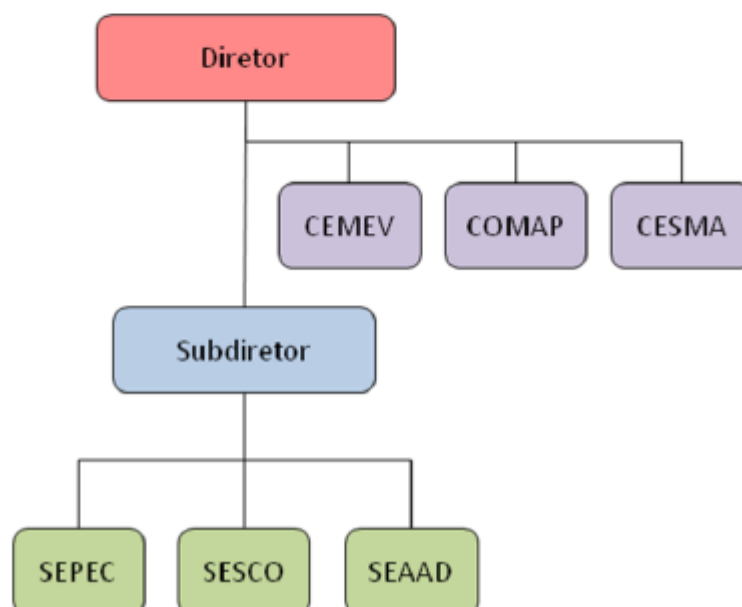 Diretor
CEMEV
COMAP
CESMA
Subdiretor
SEPEC
SESCO
SEAAD